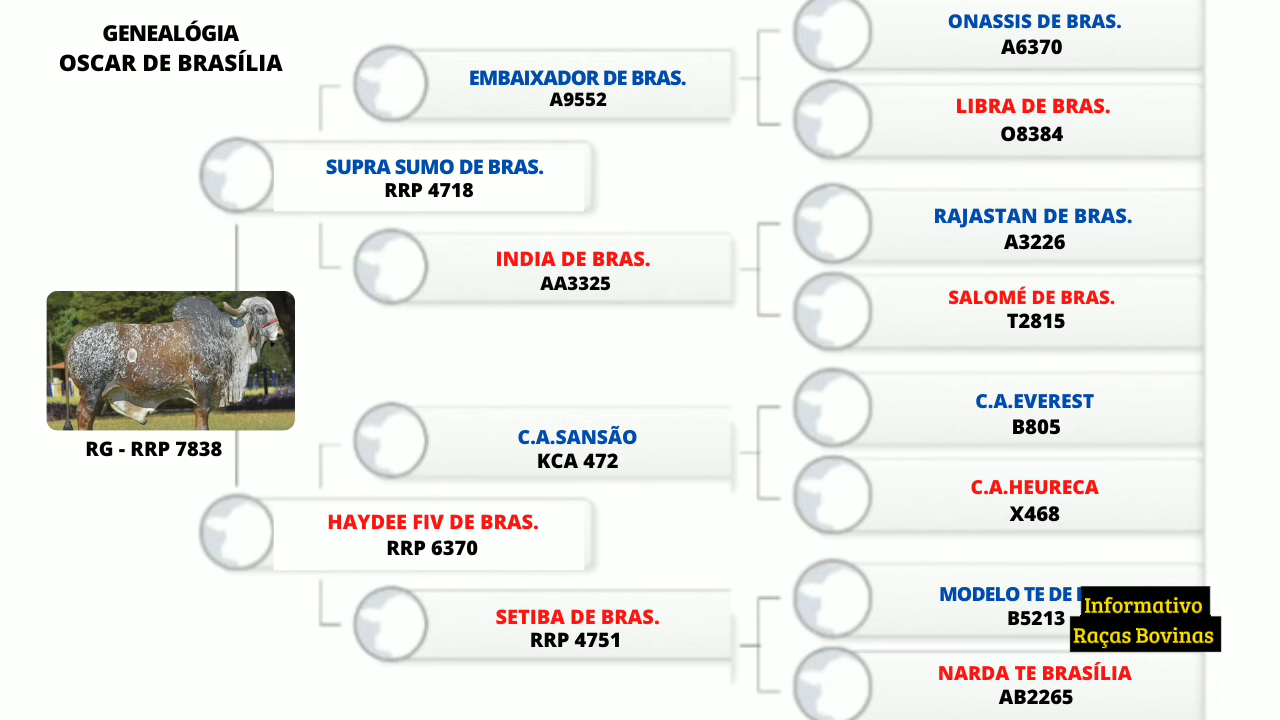 GENEALÓGIA
OSCAR DE BRASÍLIA
RG - RRP 7838
SUPRA SUMO DE BRAS.
RRP 4718
HAYDEE FIV DE BRAS.
RRP 6370
EMBAIXADOR DE BRAS.
A9552
INDIA DE BRAS.
AA3325
C.A.SANSÃO
KCA 472
SETIBA DE BRAS.
RRP 4751
ONASSIS DE BRAS.
A6370
LIBRA DE BRAS.
O8384
RAJASTAN DE BRAS.
A3226
SALOMÉ DE BRAS.
T2815
C.A.EVEREST
B805
C.A.HEURECA
X468
MODELO TE DE
B5213
NARDA TE BRASÍLIA
AB2265
Informativo
Raças Bovinas